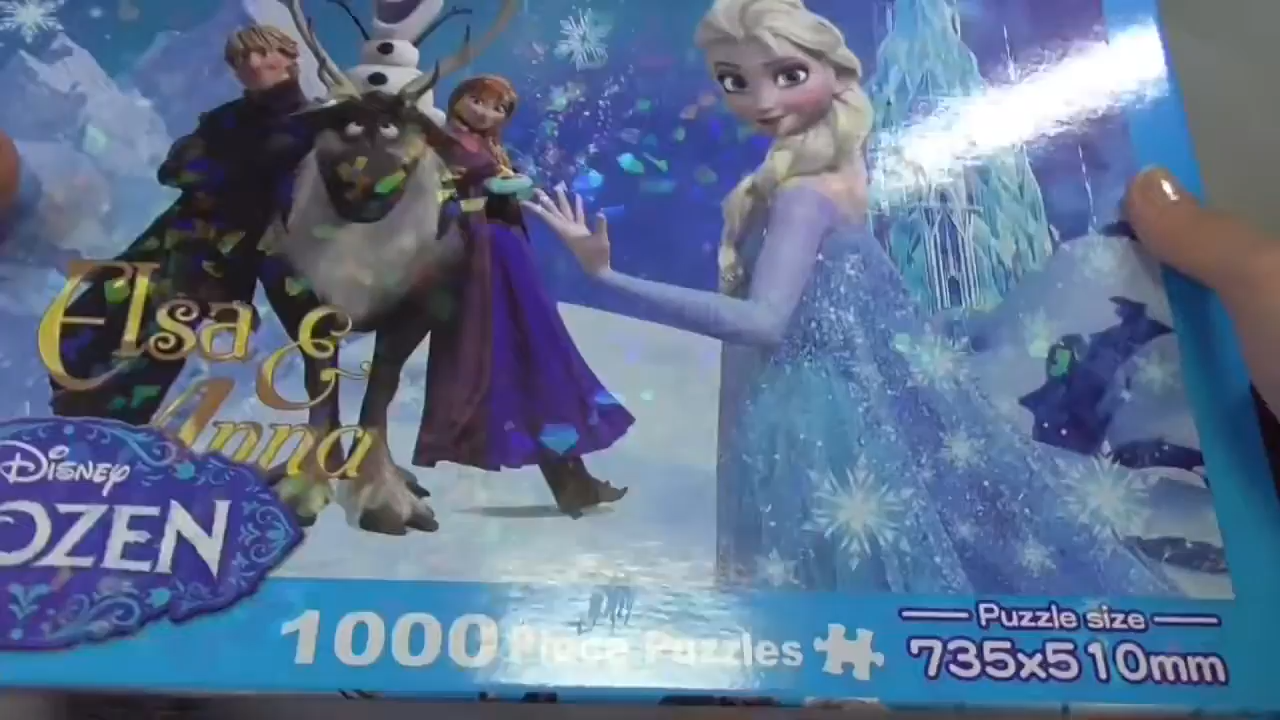 Elsa &
Anna
DISNEY
OZEN
1000 Piece Puzzles
Puzzle size
735x510mm